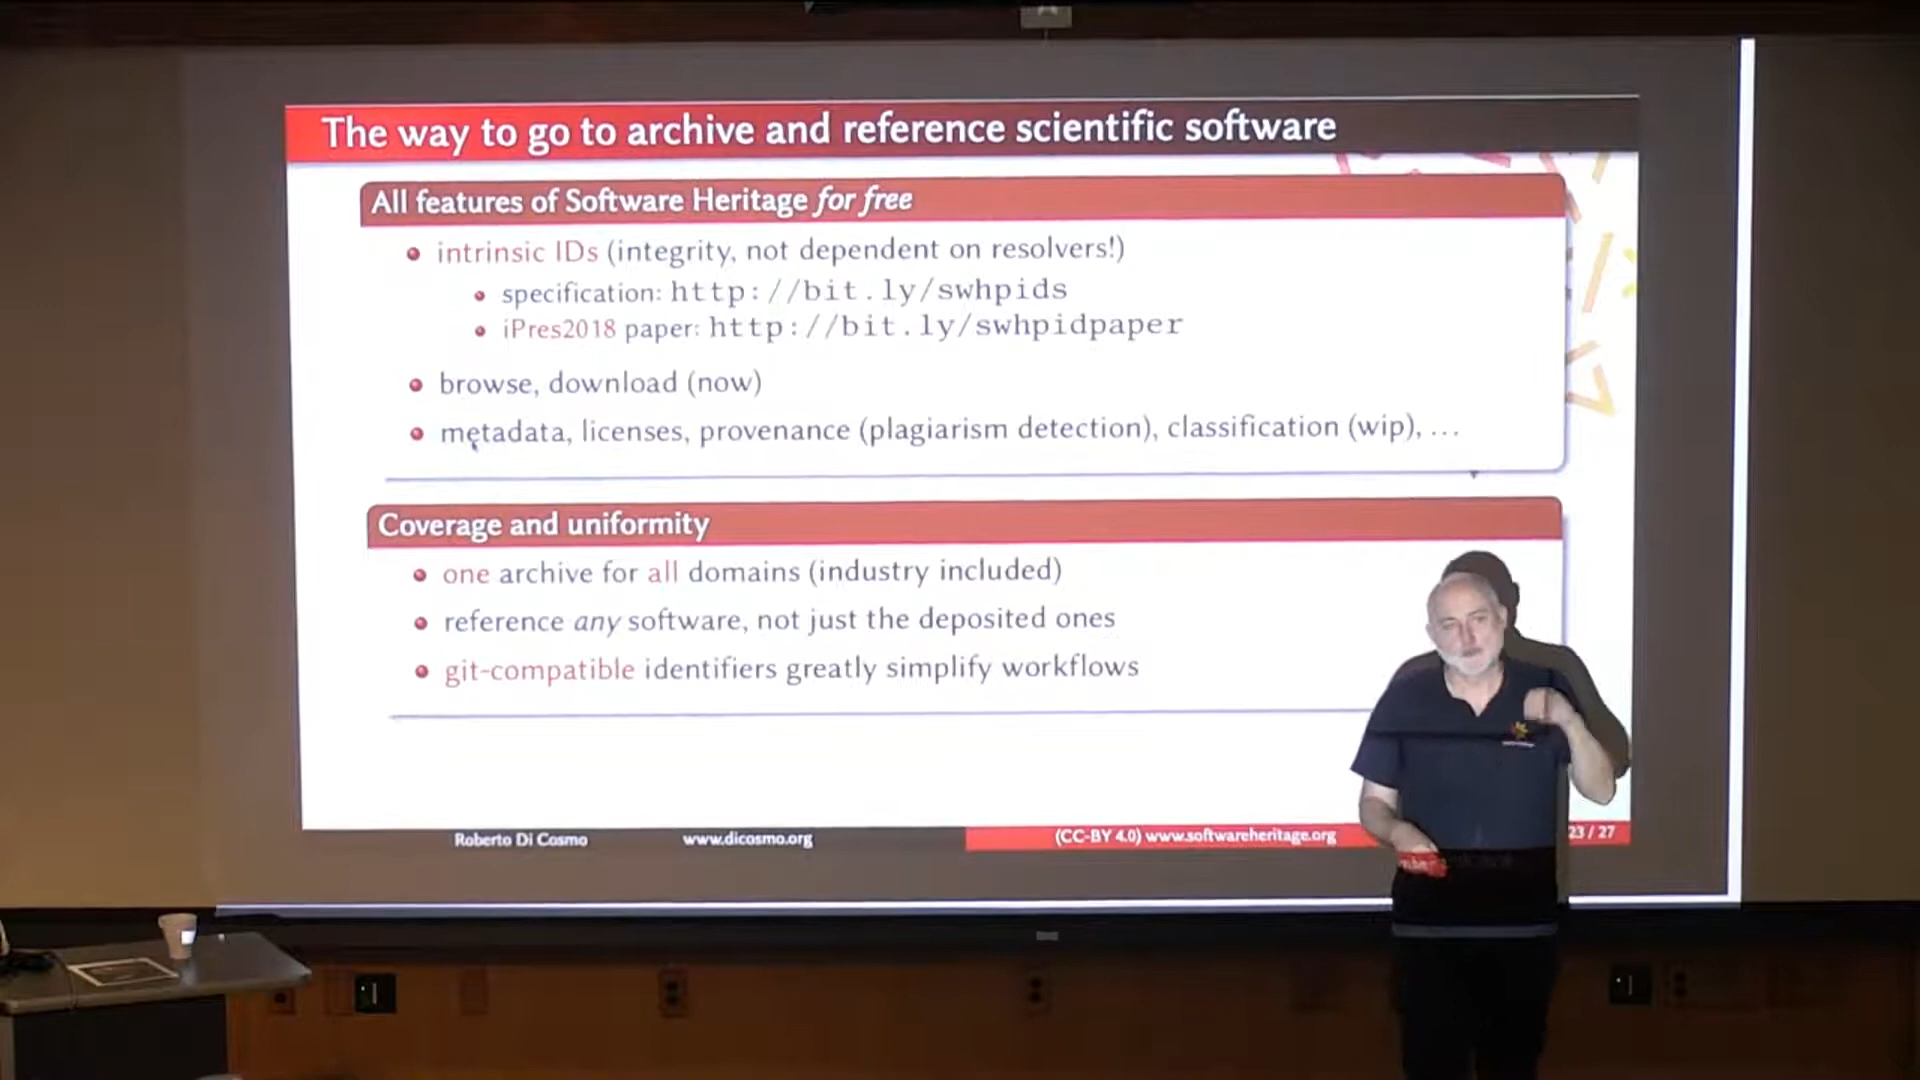 The way to go to archive and reference scientific software
All features of Software Heritage for free
intrinsic IDs (integrity, not dependent on resolvers!)
specification: http://bit.ly/swhpids
iPres2018 paper: http://bit.ly/swhpidpaper
browse, download (now)
metadata, licenses, provenance (plagiarism detection), classification (wip), ...
Coverage and uniformity
one archive for all domains (industry included)
reference any software, not just the deposited ones
git-compatible identifiers greatly simplify workflows
Roberto Di Cosmo www.dicosmo.org (CC-BY 4.0) www.softwareheritage.org 23 / 27